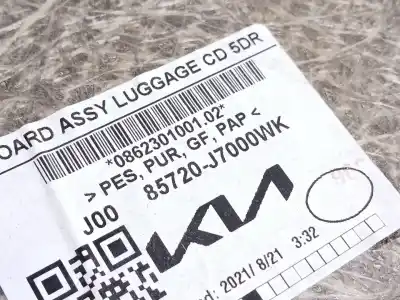 OARD ASSY LUGGAGE CD 5DR
*0862301001.02*
> PES, PUR, GF, PAP <
85720-J7000WK
J00
KIA
d: 2021/ 8/21 3:32